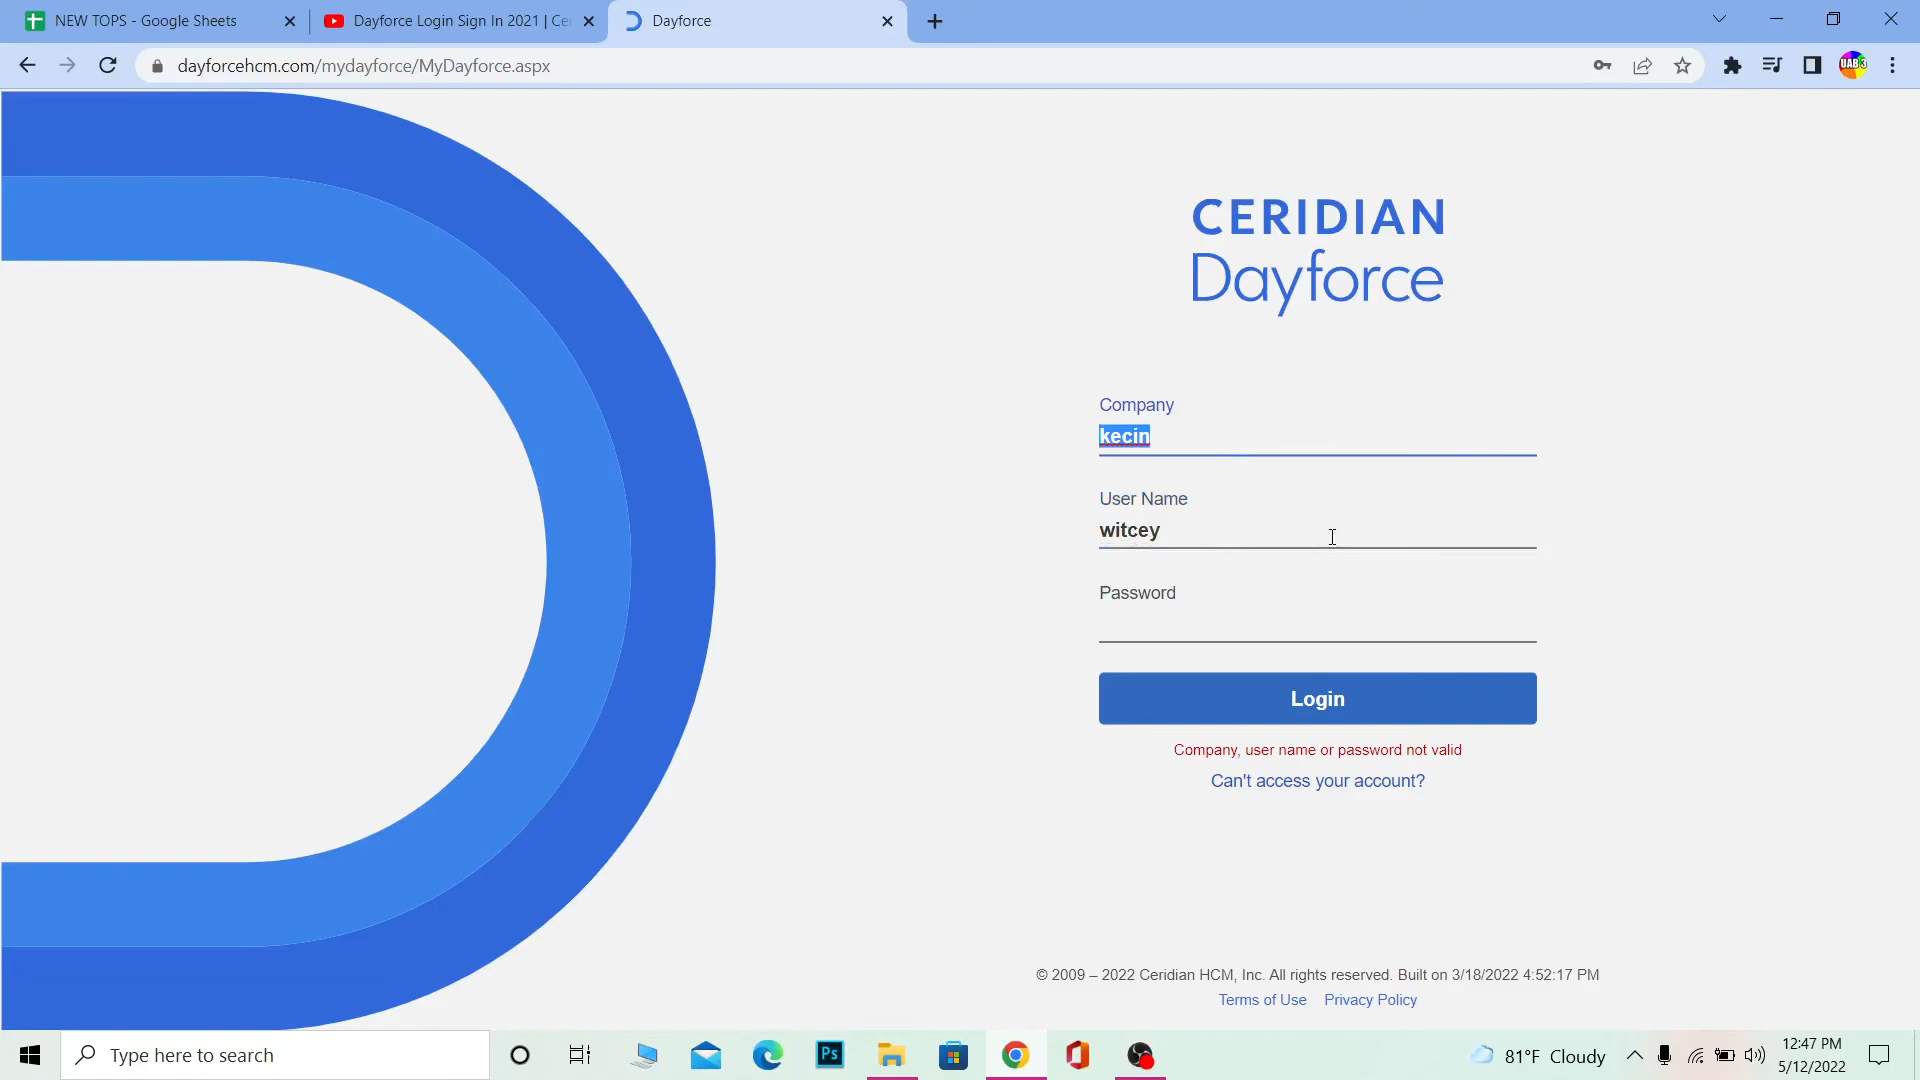 NEW TOPS - Google Sheets
Dayforce Login Sign In 2021 | Ce
Dayforce
dayforcehcm.com/mydayforce/MyDayforce.aspx
UAB 3
CERIDIAN
Dayforce
Company
kecin
User Name
witcey
Password
Login
Company, user name or password not valid
Can't access your account?
© 2009 – 2022 Ceridian HCM, Inc. All rights reserved. Built on 3/18/2022 4:52:17 PM
Terms of Use Privacy Policy
Type here to search
Ps
81°F Cloudy
12:47 PM
5/12/2022